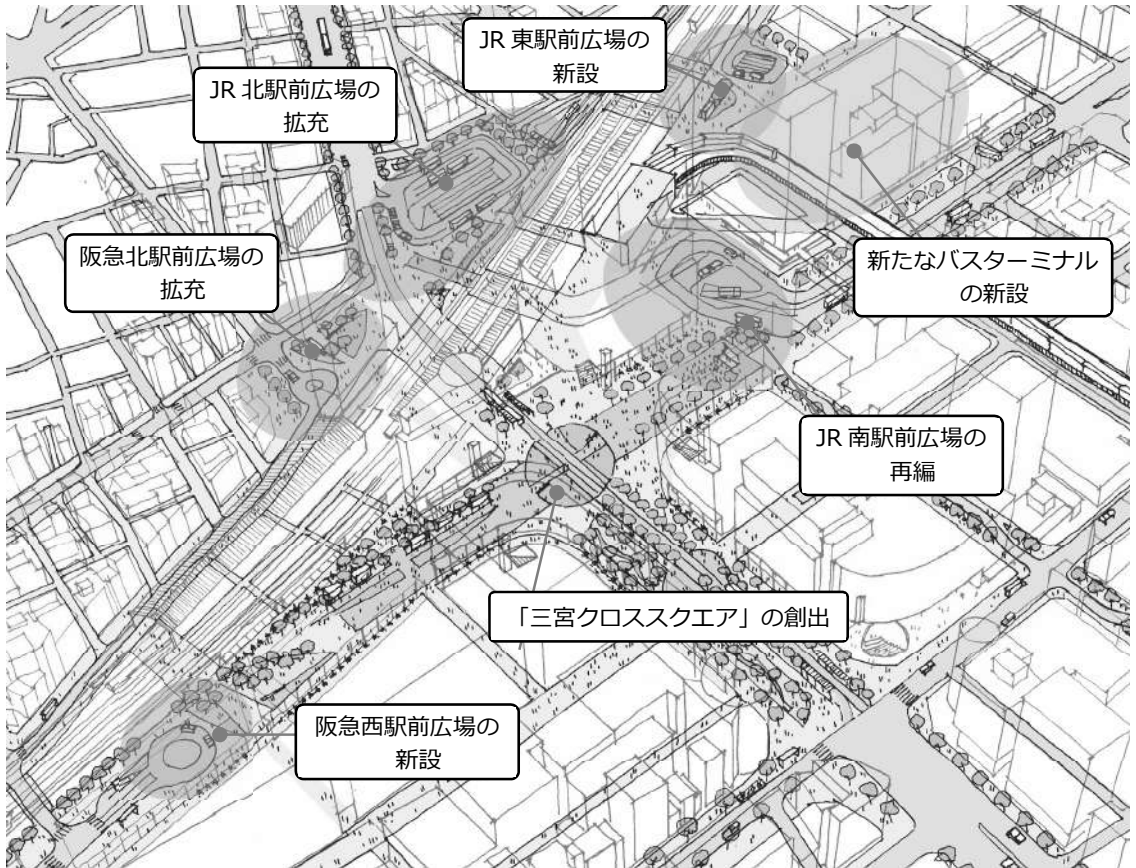 JR 東駅前広場の
新設
JR 北駅前広場の
拡充
阪急北駅前広場の
拡充
新たなバスターミナル
の新設
JR 南駅前広場の
再編
「三宮クロススクエア」の創出
阪急西駅前広場の
新設